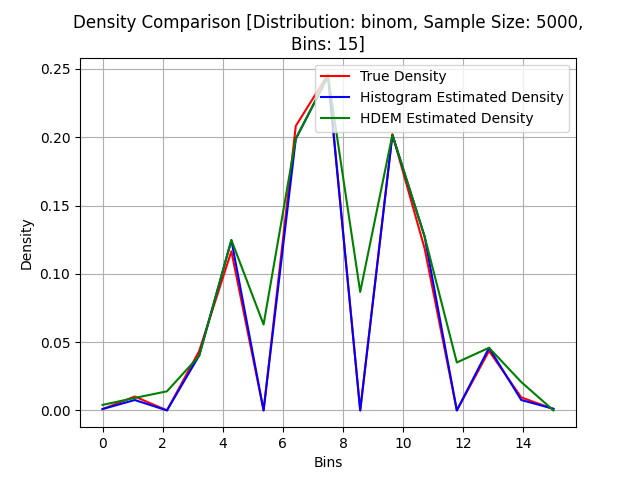 Density Comparison [Distribution: binom, Sample Size: 5000,
Bins: 15]
0.25
0.20
0.15
0.10
0.05
0.00
Density
True Density
Histogram Estimated Density
HDEM Estimated Density
0 2 4 6 8 10 12 14
Bins